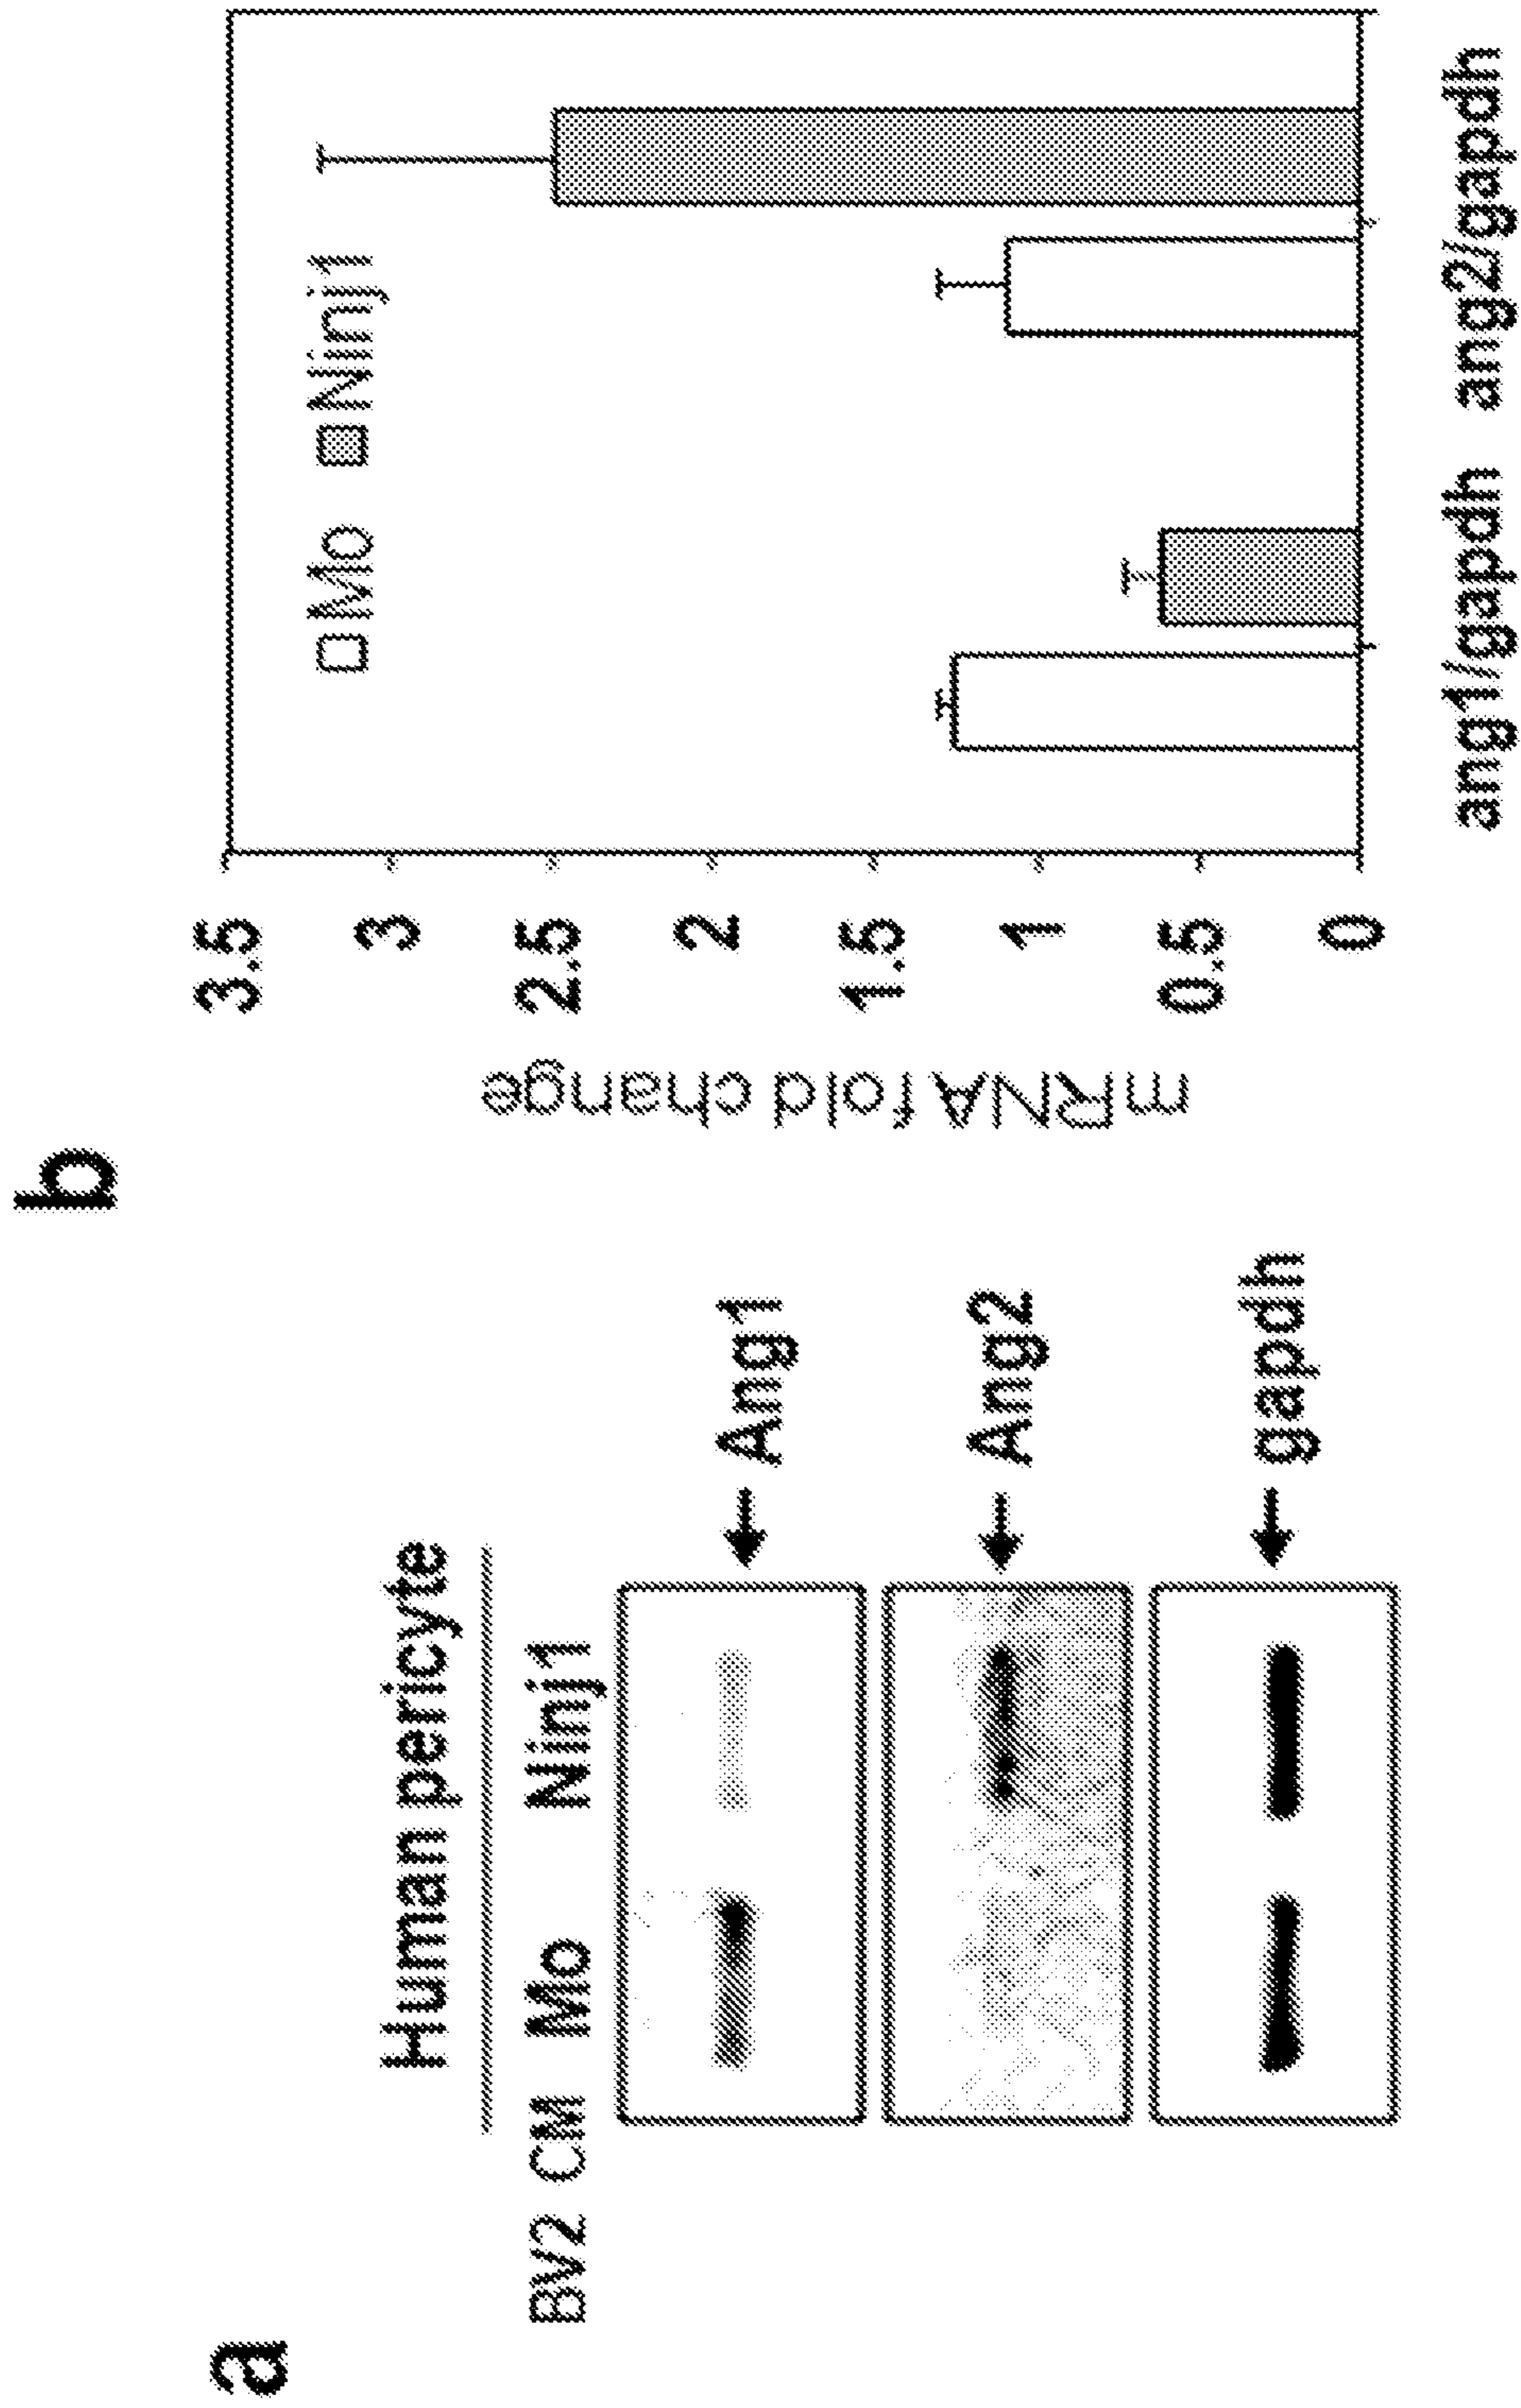 a
Human pericyte
BV2 CM Mo Ninj1
Ang1
Ang2
gapdh
b
mRNA fold change
3.5
3
2.5
2
1.5
1
0.5
0
Mo Ninj1
ang1/gapdh ang2/gapdh